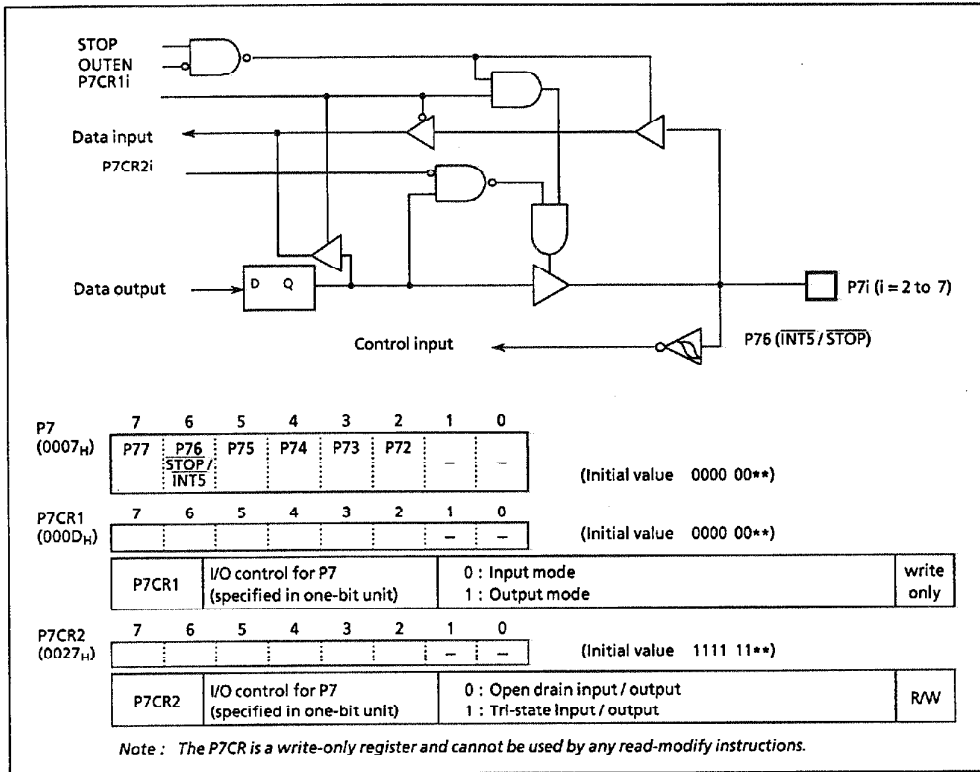 STOP
OUTEN
P7CR1i
Data input
P7CR2i
D Q
Data output
P7i (i = 2 to 7)
Control input
P76 (INT5 / STOP)
P7
(0007H)
7 6 5 4 3 2 1 0
P77 P76 STOP / INT5 P75 P74 P73 P72 – –
(Initial value 0000 00**)
P7CR1
(000DH)
7 6 5 4 3 2 1 0
– –
(Initial value 0000 00**)
P7CR1
I/O control for P7
(specified in one-bit unit)
0 : Input mode
1 : Output mode
write
only
P7CR2
(0027H)
7 6 5 4 3 2 1 0
– –
(Initial value 1111 11**)
P7CR2
I/O control for P7
(specified in one-bit unit)
0 : Open drain input / output
1 : Tri-state input / output
R/W
Note : The P7CR is a write-only register and cannot be used by any read-modify instructions.